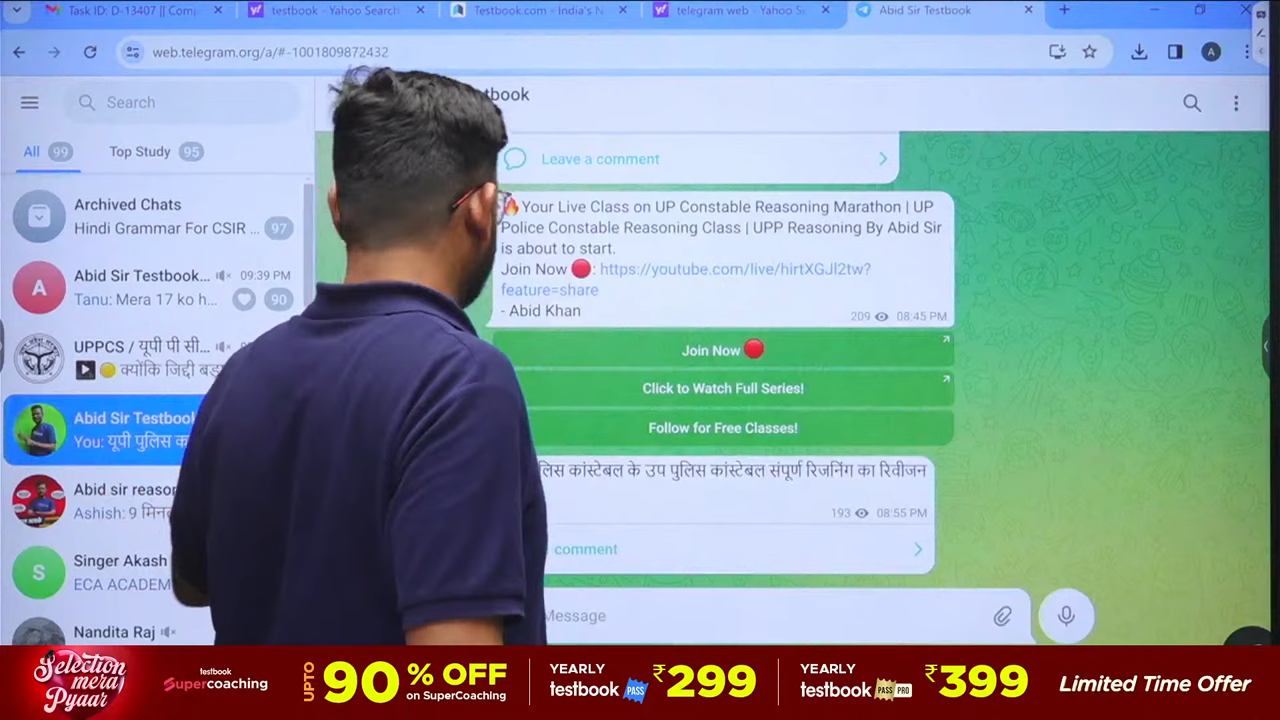 Task ID: D-13407 || Comp
testbook - Yahoo Search
Testbook.com - India's N
telegram web - Yahoo S
Abid Sir Testbook
web.telegram.org/a/#-1001809872432
A
Search
tbook
All 99
Top Study 95
Leave a comment
Archived Chats
Hindi Grammar For CSIR ... 97
A
Abid Sir Testbook... 09:39 PM
Tanu: Mera 17 ko h... 90
UPPCS / यूपी पी सी...
क्योंकि जिद्दी बड़
Abid Sir Testbook
You: यूपी पुलिस क
Abid sir reaso
Ashish: 9 मिन
S
Singer Akash
ECA ACADEM
Nandita Raj
Your Live Class on UP Constable Reasoning Marathon | UP
Police Constable Reasoning Class | UPP Reasoning By Abid Sir
is about to start.
Join Now : https://youtube.com/live/hirtXGJl2tw?
feature=share
- Abid Khan
209 08:45 PM
Join Now
Click to Watch Full Series!
Follow for Free Classes!
लिस कांस्टेबल के उप पुलिस कांस्टेबल संपूर्ण रिजनिंग का रिवीजन
193 08:55 PM
comment
Message
Selection
mera
Pyaar
testbook
Supercoaching
UPTO 90% OFF
on SuperCoaching
YEARLY
testbook PASS
₹299
YEARLY
testbook PASS PRO
₹399
Limited Time Offer